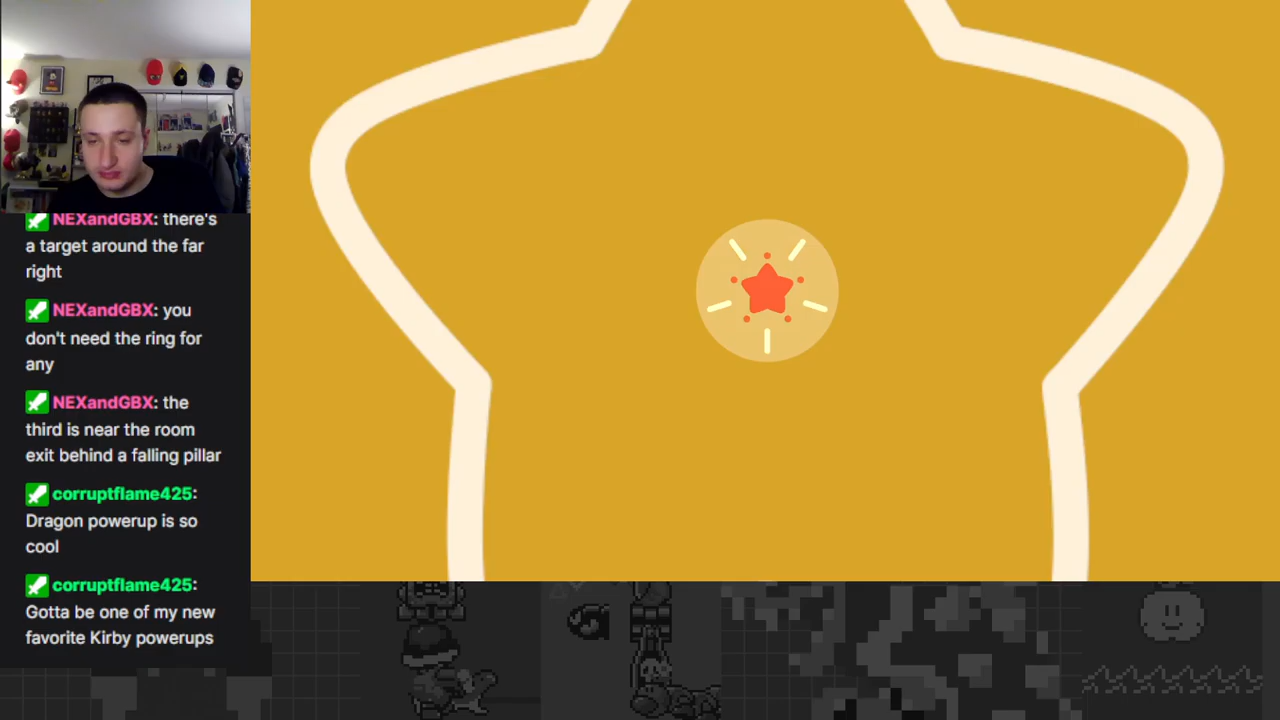 NEXandGBX: there's
a target around the far
right
NEXandGBX: you
don't need the ring for
any
NEXandGBX: the
third is near the room
exit behind a falling pillar
corruptflame425:
Dragon powerup is so
cool
corruptflame425:
Gotta be one of my new
favorite Kirby powerups